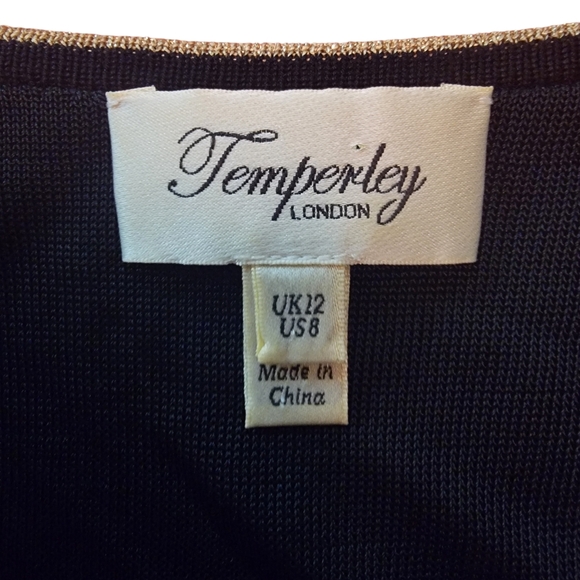 Temperley
LONDON
UK12
US8
Made in
China